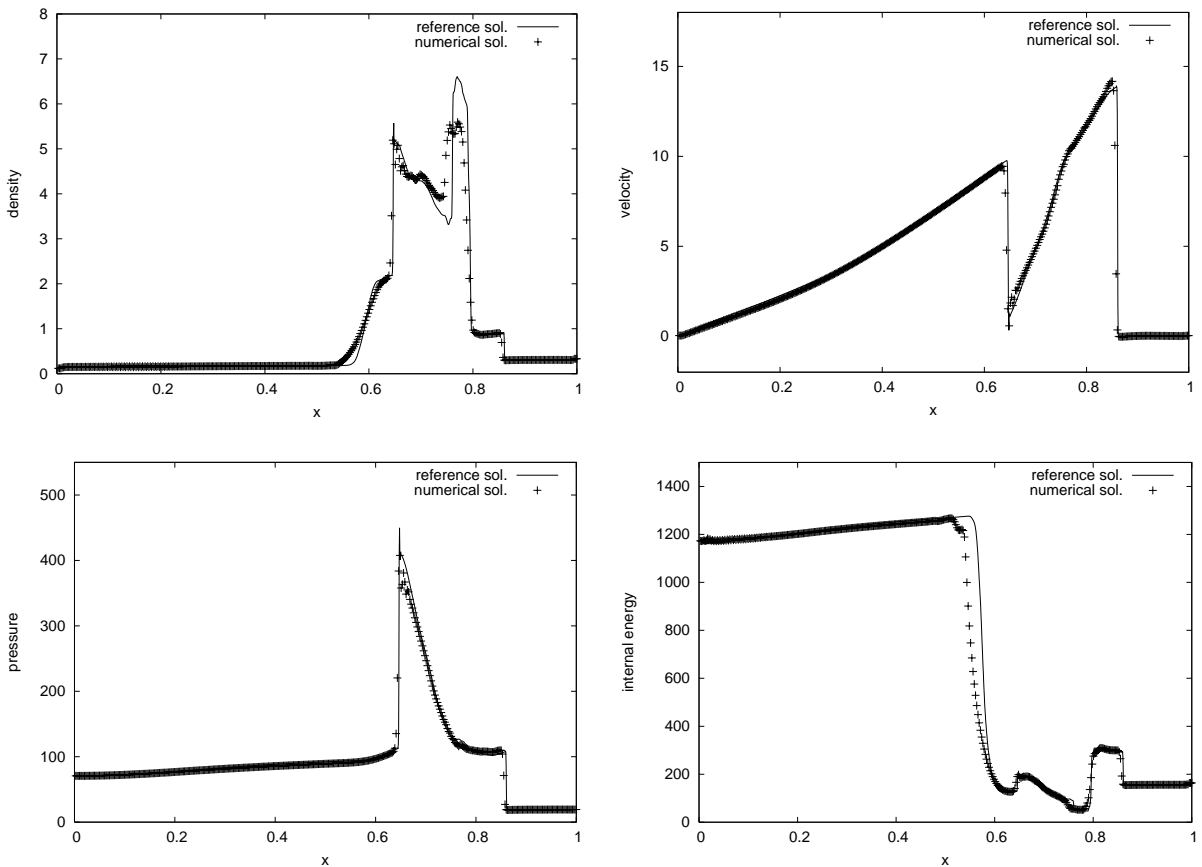 8
7
6
5
4
3
2
1
0
0 0.2 0.4 0.6 0.8 1
density
x
reference sol.
numerical sol.
15
10
5
0
0 0.2 0.4 0.6 0.8 1
velocity
x
reference sol.
numerical sol.
500
400
300
200
100
0
0 0.2 0.4 0.6 0.8 1
pressure
x
reference sol.
numerical sol.
1400
1200
1000
800
600
400
200
0
0 0.2 0.4 0.6 0.8 1
internal energy
x
reference sol.
numerical sol.